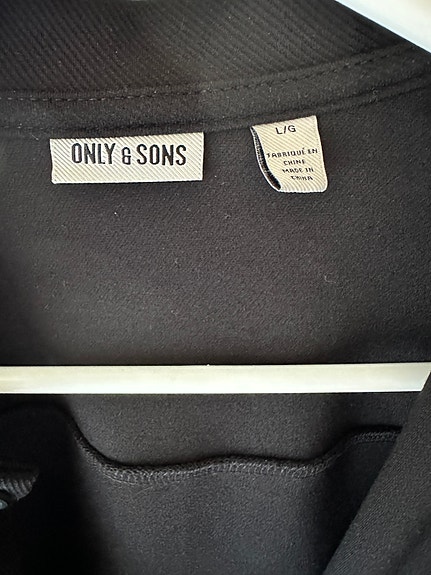 ONLY & SONS
L/G
FABRIQUÉ EN
CHINE
MADE IN
CHINA